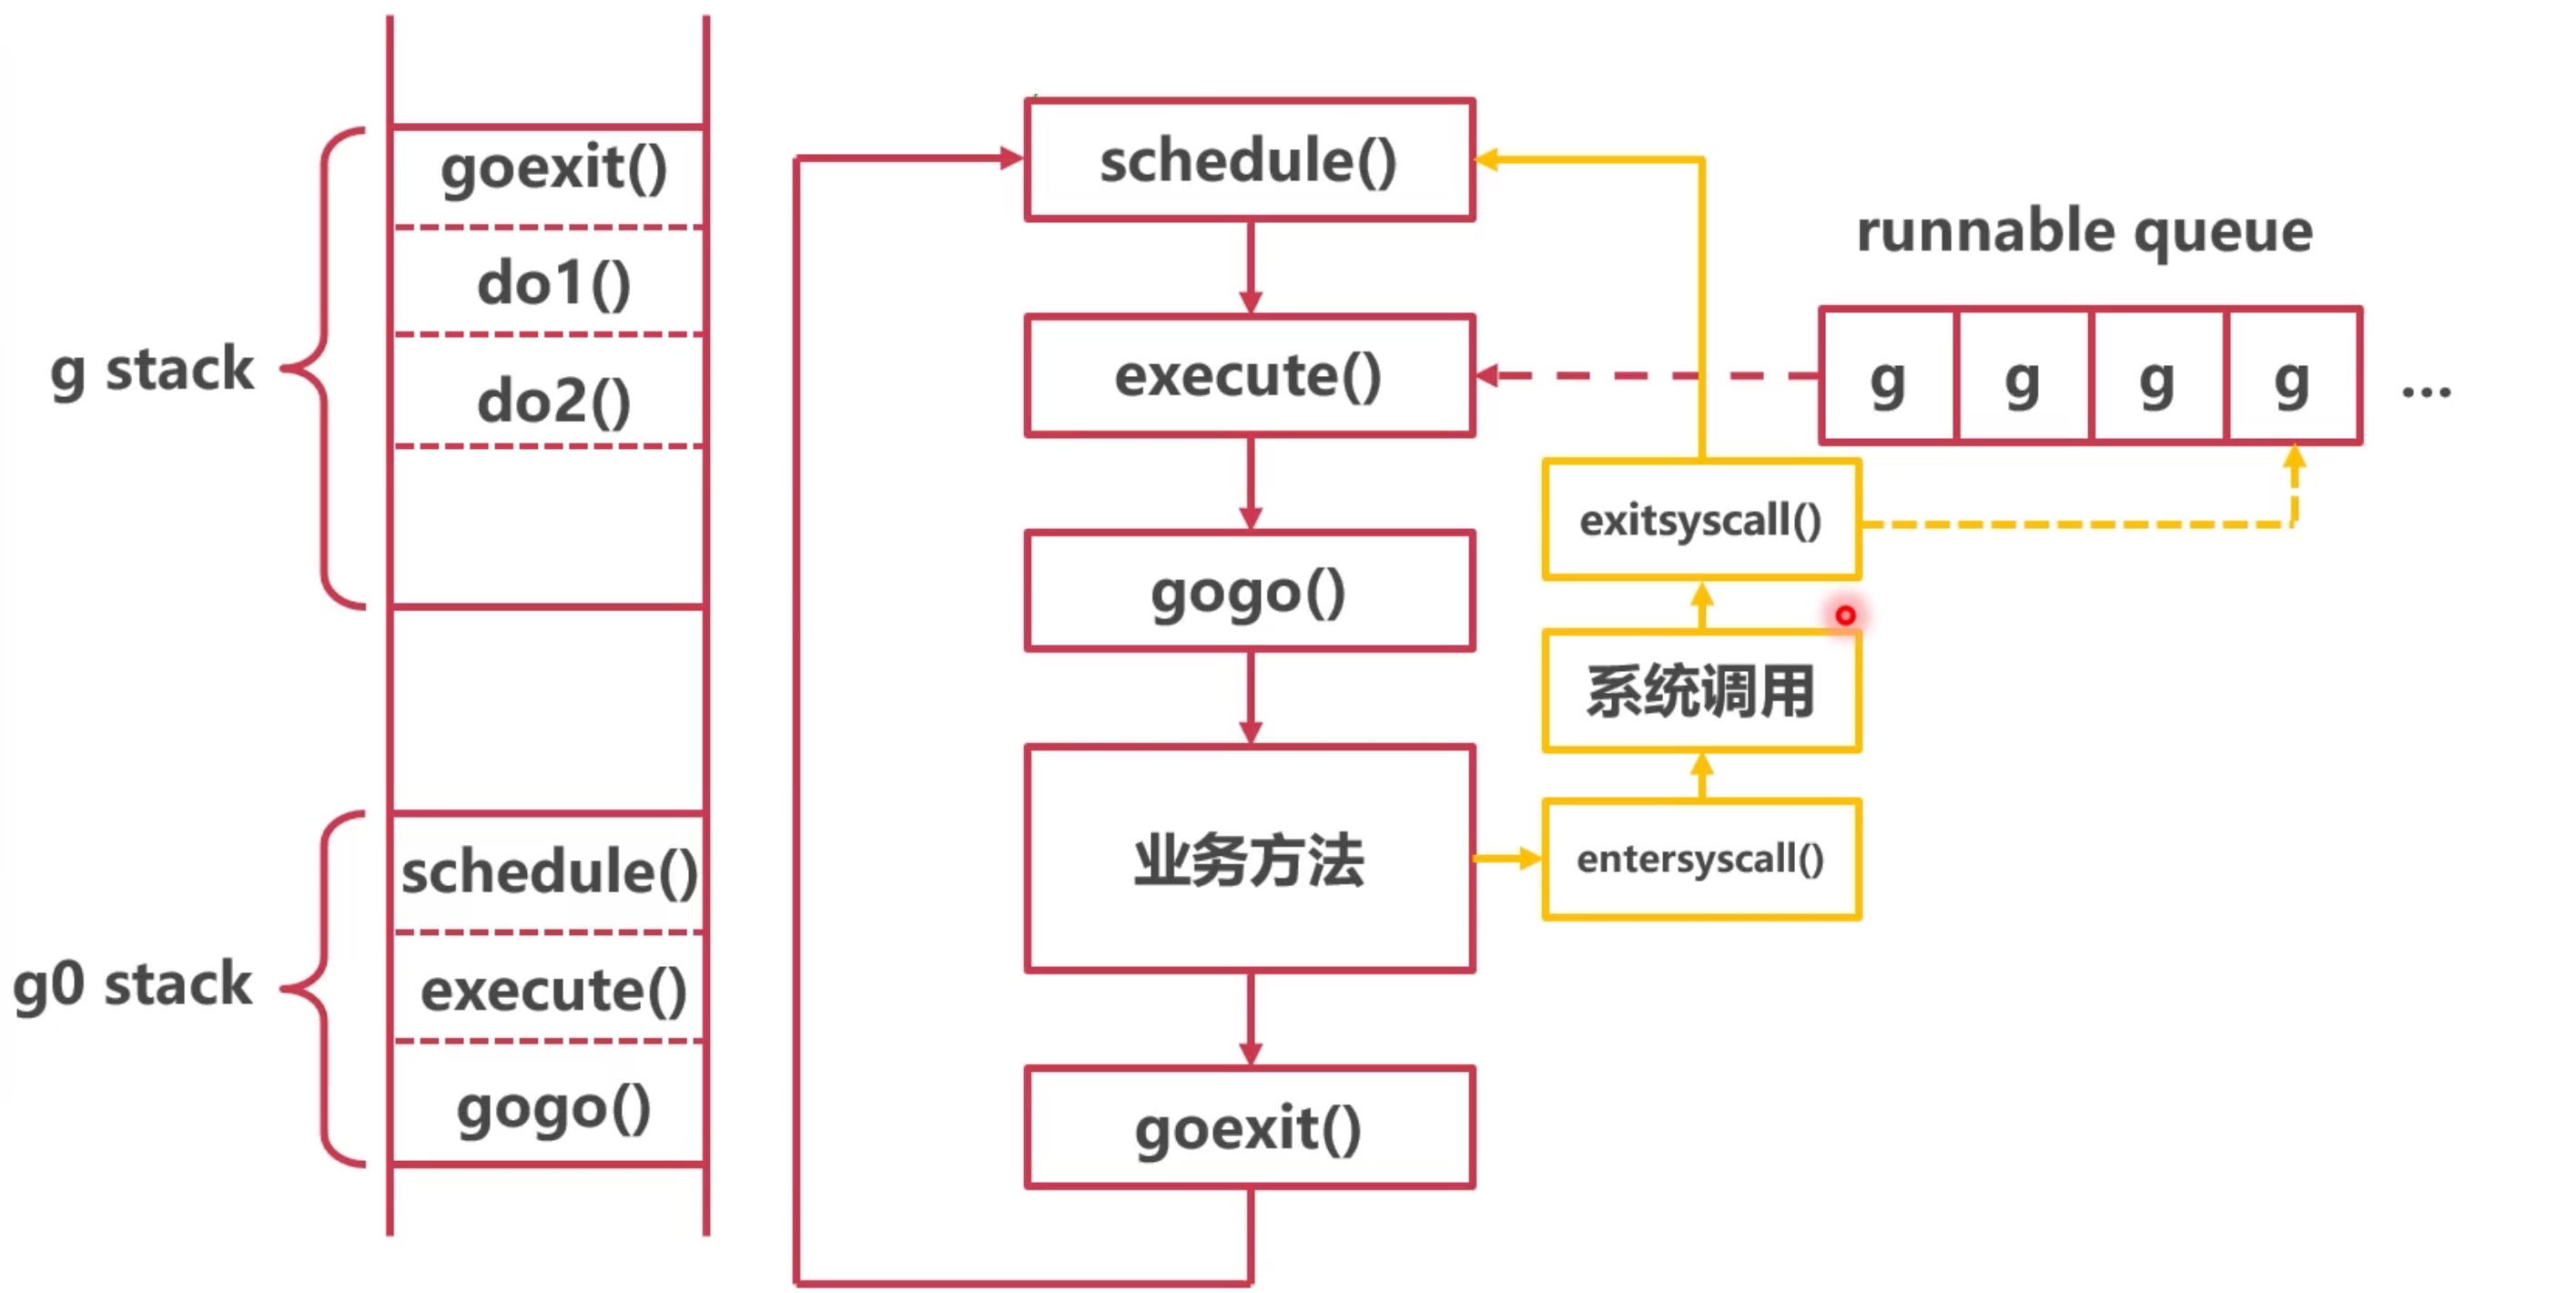 goexit()
do1()
do2()
g stack
schedule()
execute()
gogo()
g0 stack
schedule()
execute()
gogo()
业务方法
goexit()
exitsyscall()
系统调用
entersyscall()
runnable queue
g g g g ...